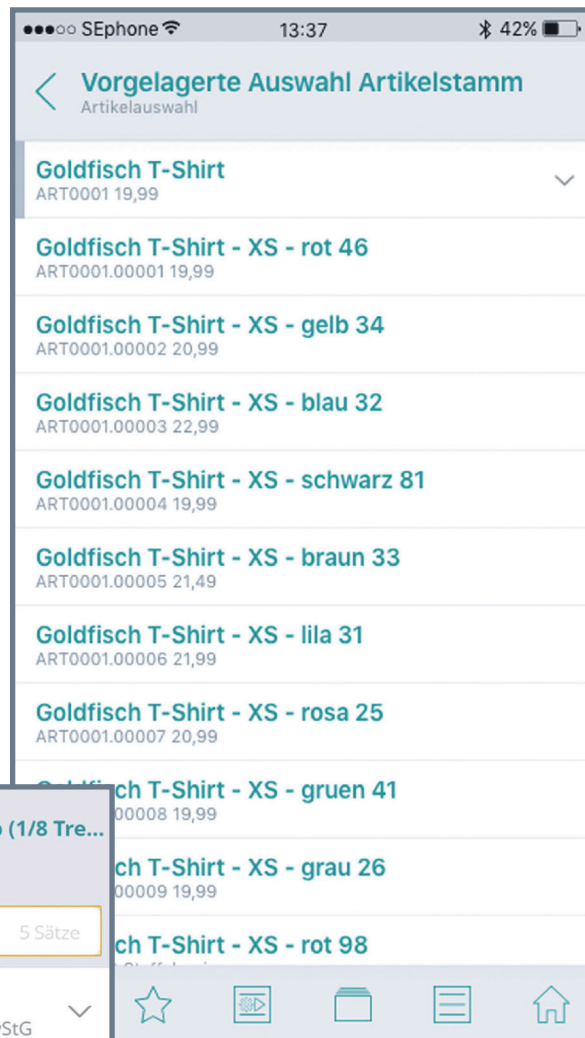 SEphone 13:37 42%
Vorgelagerte Auswahl Artikelstamm
Artikelauswahl
Goldfisch T-Shirt
ART0001 19,99
Goldfisch T-Shirt - XS - rot 46
ART0001.00001 19,99
Goldfisch T-Shirt - XS - gelb 34
ART0001.00002 20,99
Goldfisch T-Shirt - XS - blau 32
ART0001.00003 22,99
Goldfisch T-Shirt - XS - schwarz 81
ART0001.00004 19,99
Goldfisch T-Shirt - XS - braun 33
ART0001.00005 21,49
Goldfisch T-Shirt - XS - lila 31
ART0001.00006 21,99
Goldfisch T-Shirt - XS - rosa 25
ART0001.00007 20,99
ch T-Shirt - XS - gruen 41
00008 19,99
ch T-Shirt - XS - grau 26
00009 19,99
ch T-Shirt - XS - rot 98
(1/8 Tre...
5 Sätze
StG